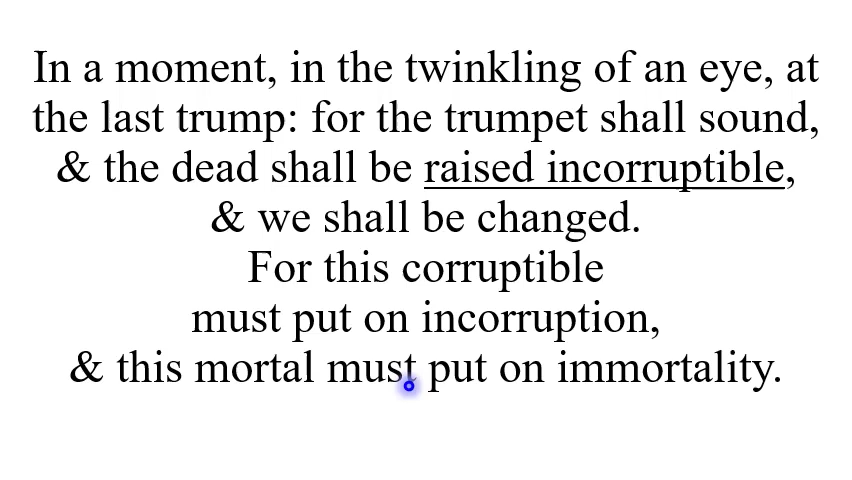 In a moment, in the twinkling of an eye, at
the last trump: for the trumpet shall sound,
& the dead shall be raised incorruptible,
& we shall be changed.
For this corruptible
must put on incorruption,
& this mortal must put on immortality.